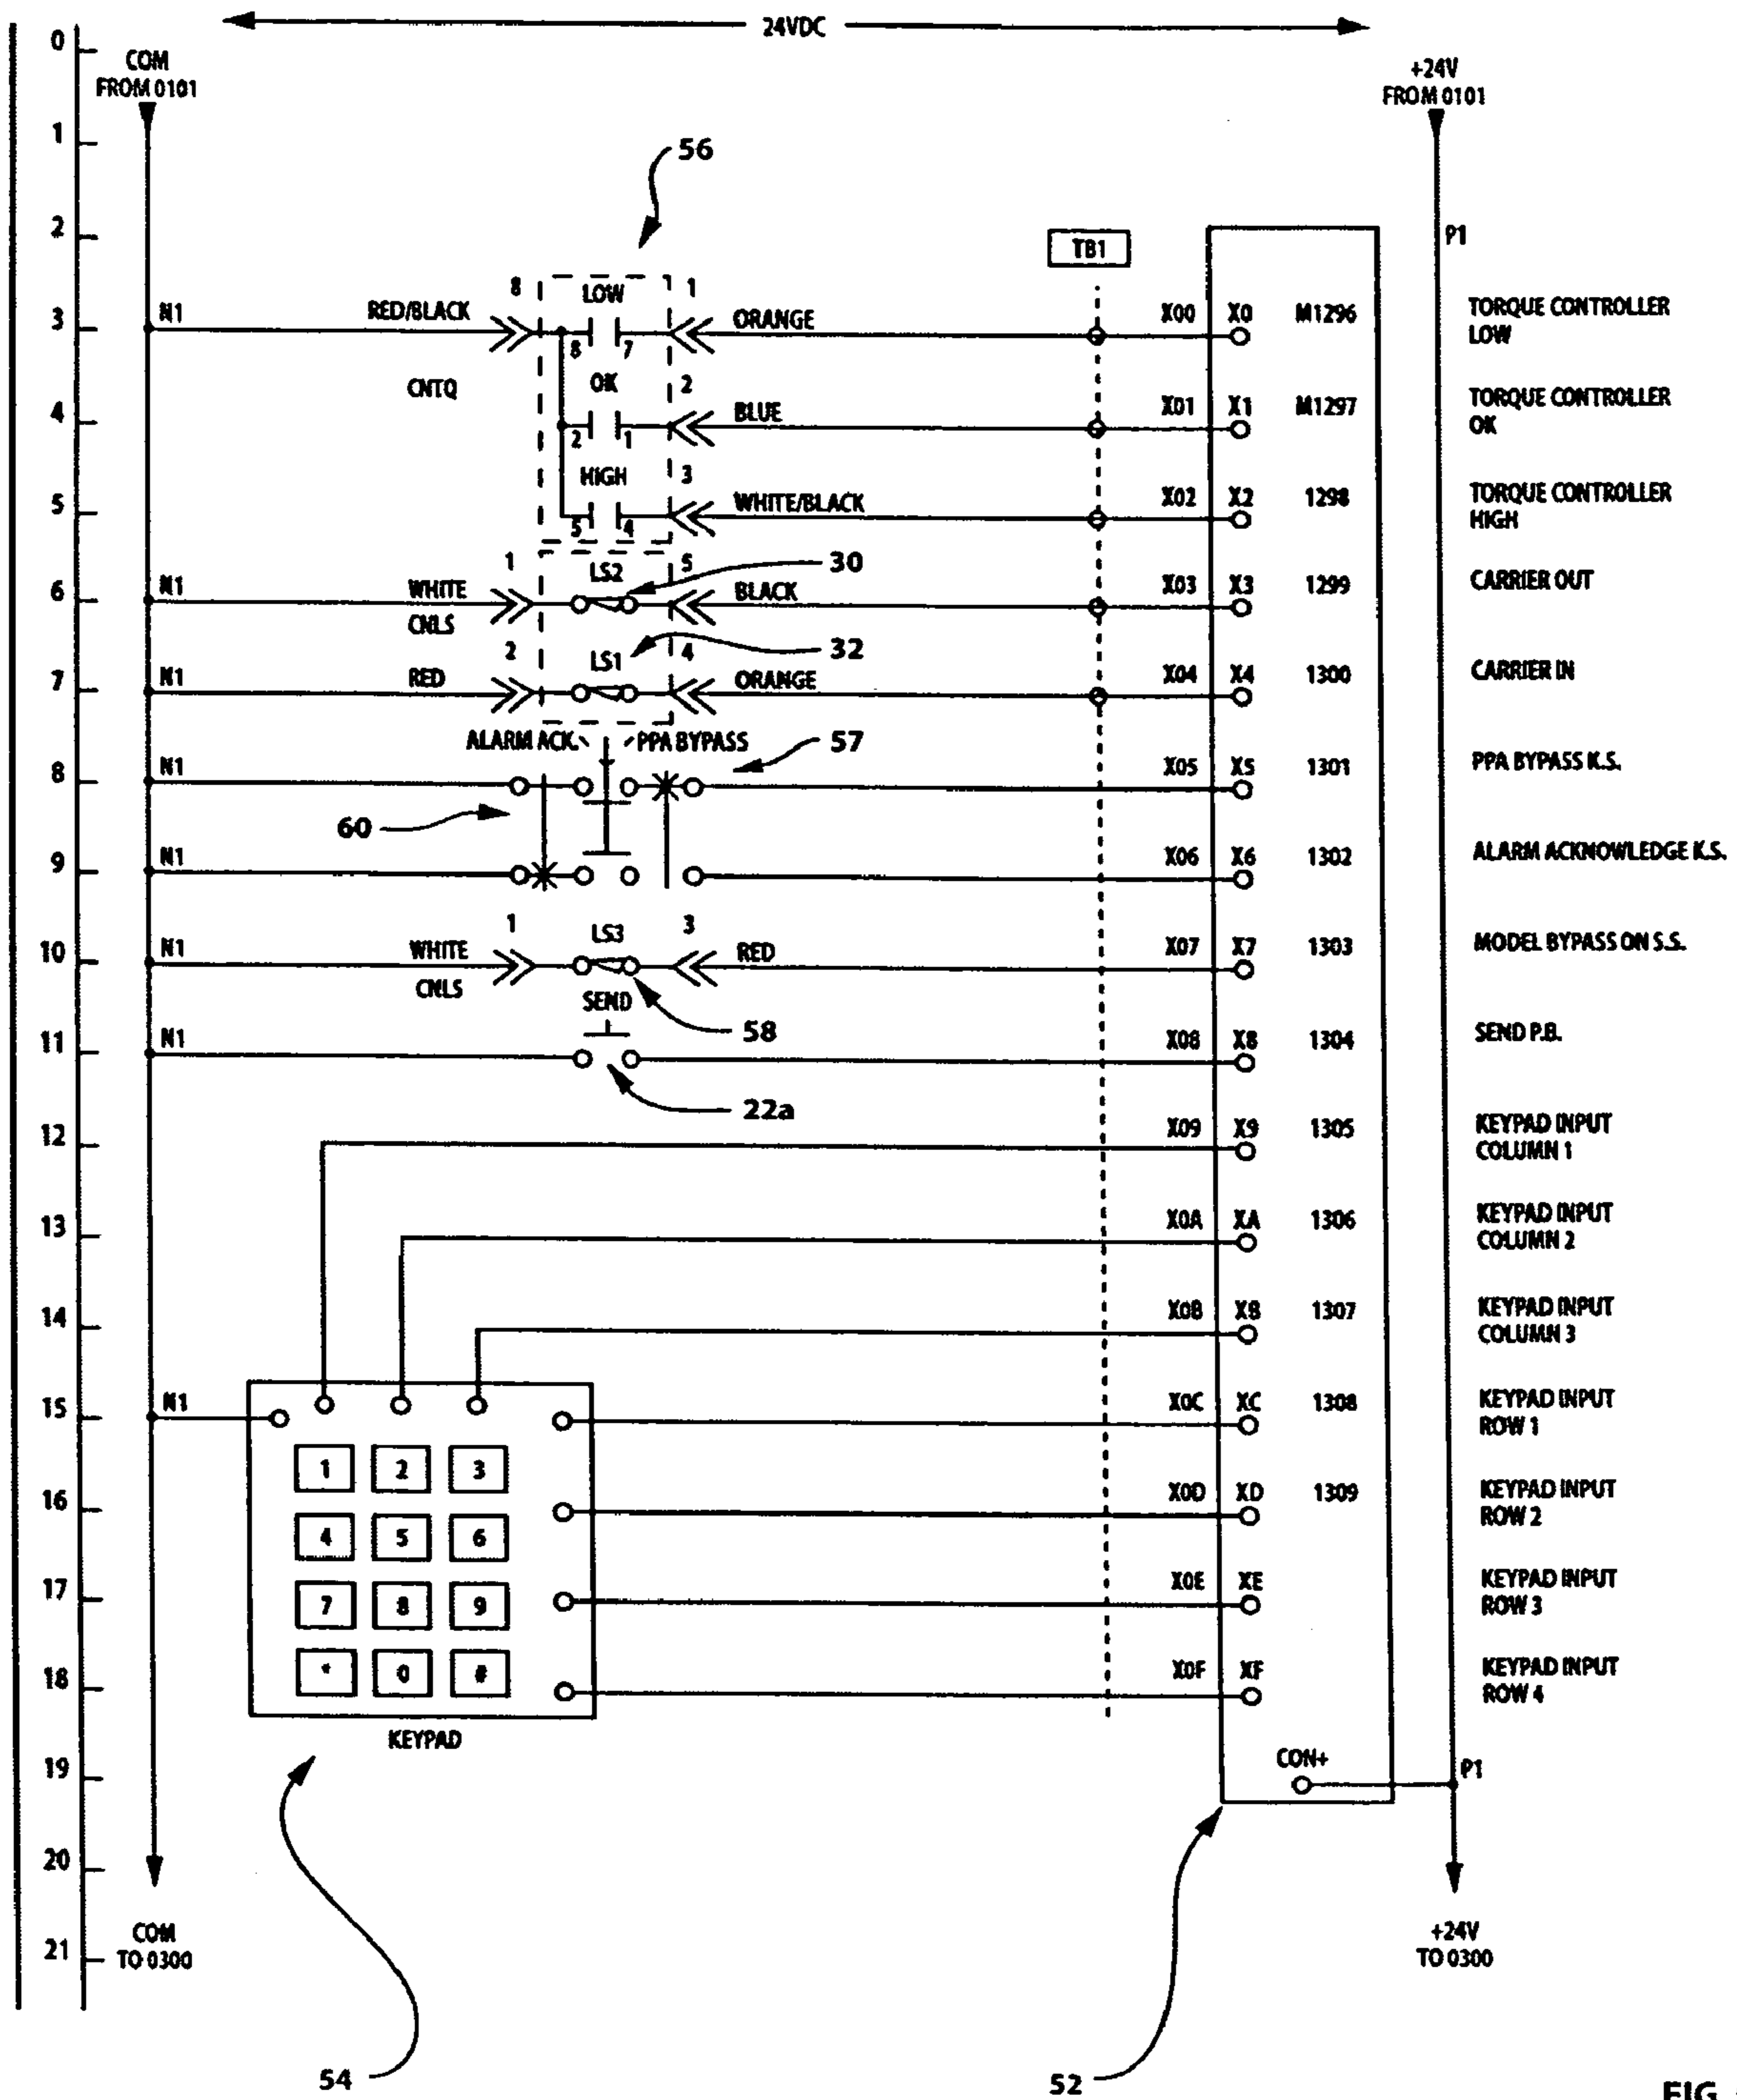 24VDC
0
COM
FROM 0101
+24V
FROM 0101
1
56
2
TB1
P1
8 LOW 1
3 N1 RED/BLACK 8 7 ORANGE X00 X0 M1296 TORQUE CONTROLLER
LOW
CNTQ OK 2
4 2 1 BLUE X01 X1 M1297 TORQUE CONTROLLER
OK
HIGH 3
5 5 4 WHITE/BLACK X02 X2 1298 TORQUE CONTROLLER
HIGH
1 LS2 5 30
6 N1 WHITE BLACK X03 X3 1299 CARRIER OUT
CNLS
2 LS1 4 32
7 N1 RED ORANGE X04 X4 1300 CARRIER IN
ALARM ACK. PPA BYPASS 57
8 N1 X05 X5 1301 PPA BYPASS K.S.
60
9 N1 X06 X6 1302 ALARM ACKNOWLEDGE K.S.
1 LS3 3
10 N1 WHITE RED X07 X7 1303 MODEL BYPASS ON S.S.
CNLS SEND 58
11 N1 X08 X8 1304 SEND P.B.
22a
12 X09 X9 1305 KEYPAD INPUT
COLUMN 1
13 X0A XA 1306 KEYPAD INPUT
COLUMN 2
14 X0B XB 1307 KEYPAD INPUT
COLUMN 3
15 N1 X0C XC 1308 KEYPAD INPUT
ROW 1
1 2 3
16 X0D XD 1309 KEYPAD INPUT
ROW 2
4 5 6
17 X0E XE KEYPAD INPUT
ROW 3
7 8 9
18 X0F XF KEYPAD INPUT
ROW 4
* 0 #
KEYPAD
19 CON+ P1
20
COM
TO 0300
+24V
TO 0300
21
54
52
FIG.